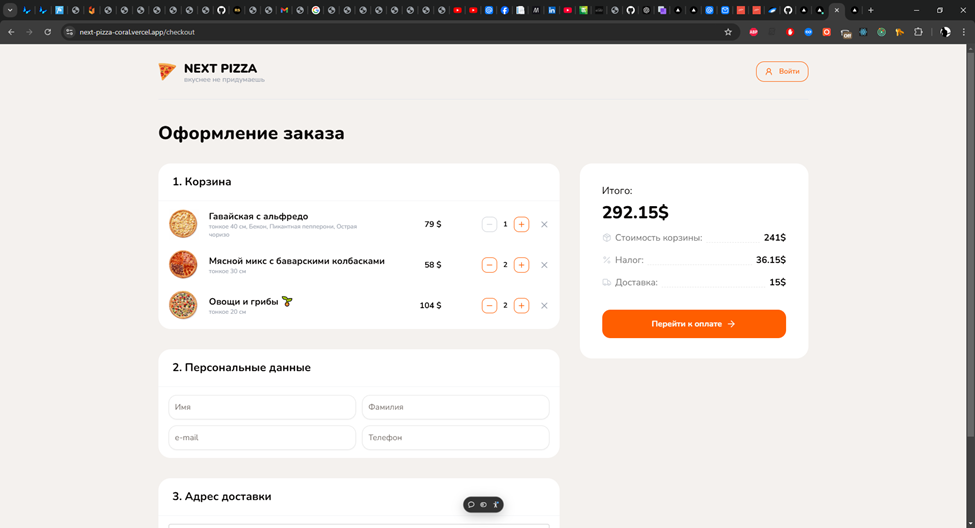 next-pizza-coral.vercel.app/checkout
NEXT PIZZA
вкуснее не придумаешь
Войти
Оформление заказа
1. Корзина
Гавайская с альфредо
тонкое 40 см, Бекон, Пикантная пепперони, Острая
чоризо
79 $
1
Мясной микс с баварскими колбасками
тонкое 30 см
58 $
2
Овощи и грибы
тонкое 20 см
104 $
2
Итого:
292.15$
Стоимость корзины: 241$
Налог: 36.15$
Доставка: 15$
Перейти к оплате
2. Персональные данные
Имя
Фамилия
e-mail
Телефон
3. Адрес доставки